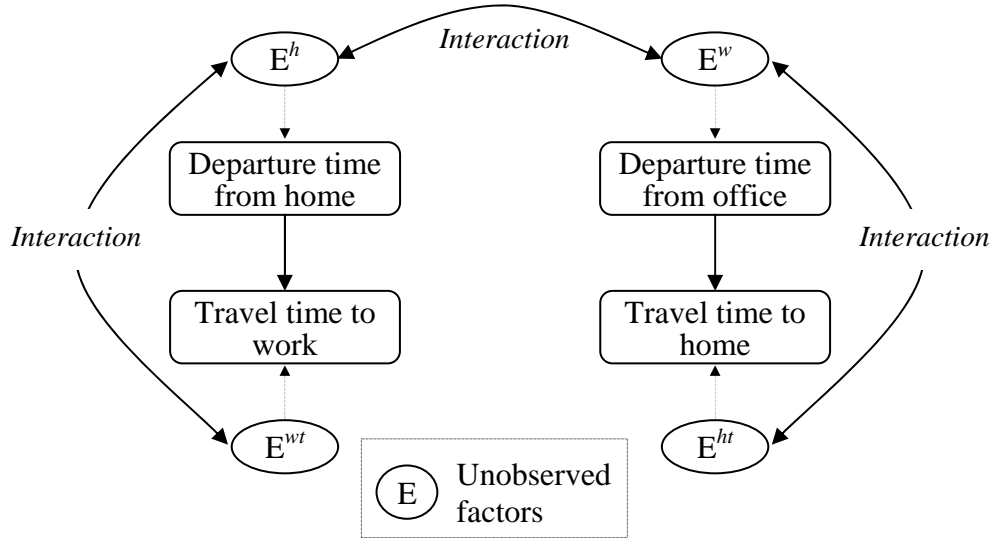 Interaction
E^h
E^w
Departure time
from home
Departure time
from office
Interaction
Interaction
Travel time to
work
Travel time to
home
E^wt
E^ht
E
Unobserved
factors